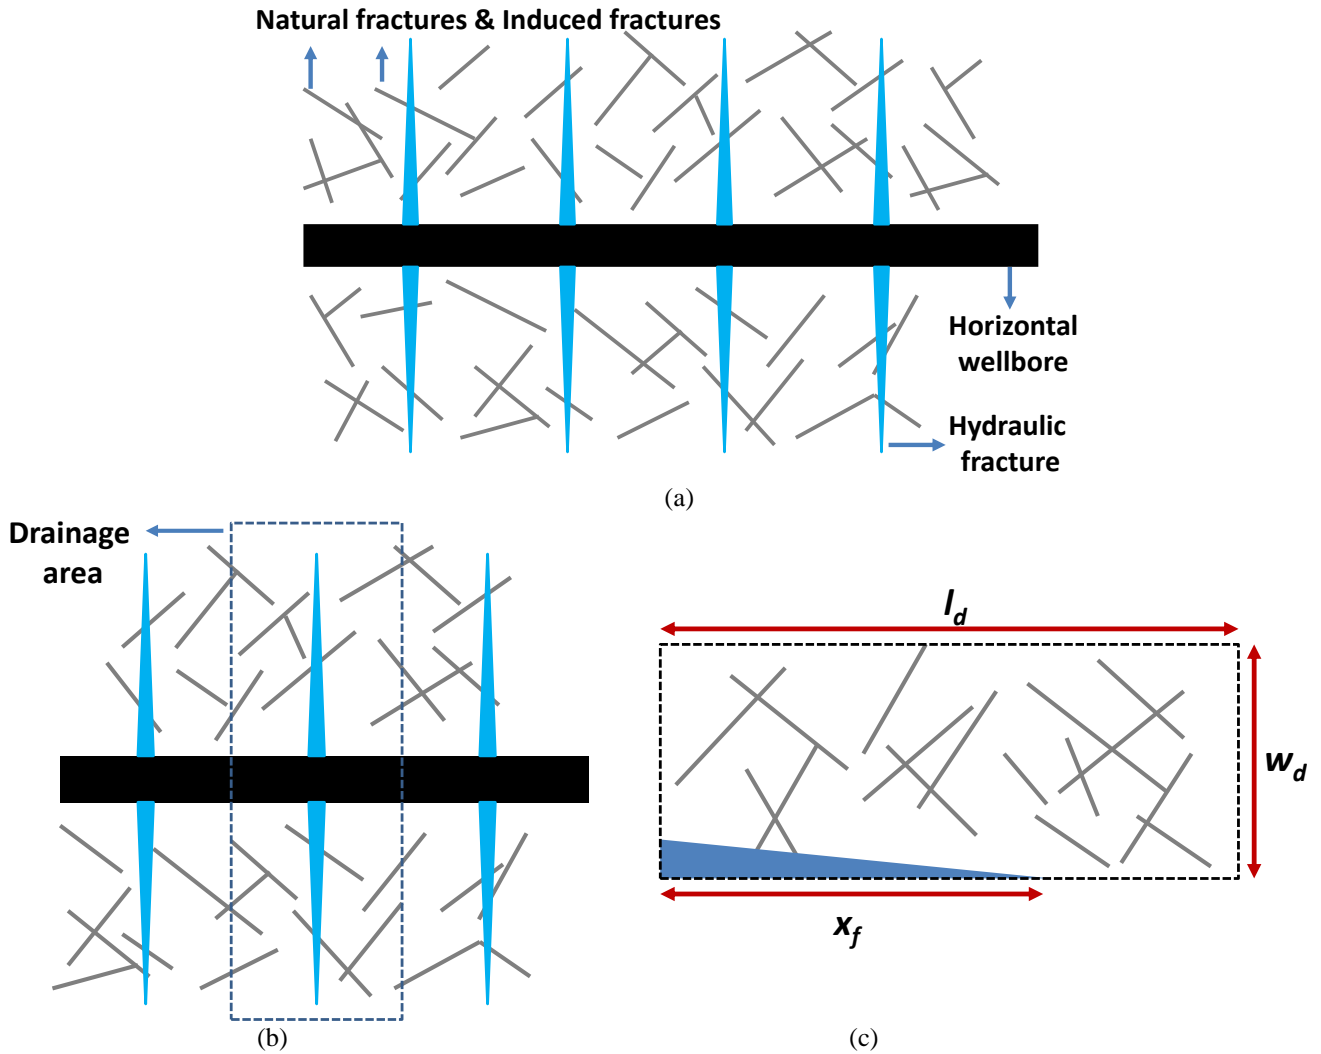 Natural fractures & Induced fractures
Horizontal
wellbore
Hydraulic
fracture
(a)
Drainage
area
(b)
l_d
w_d
x_f
(c)